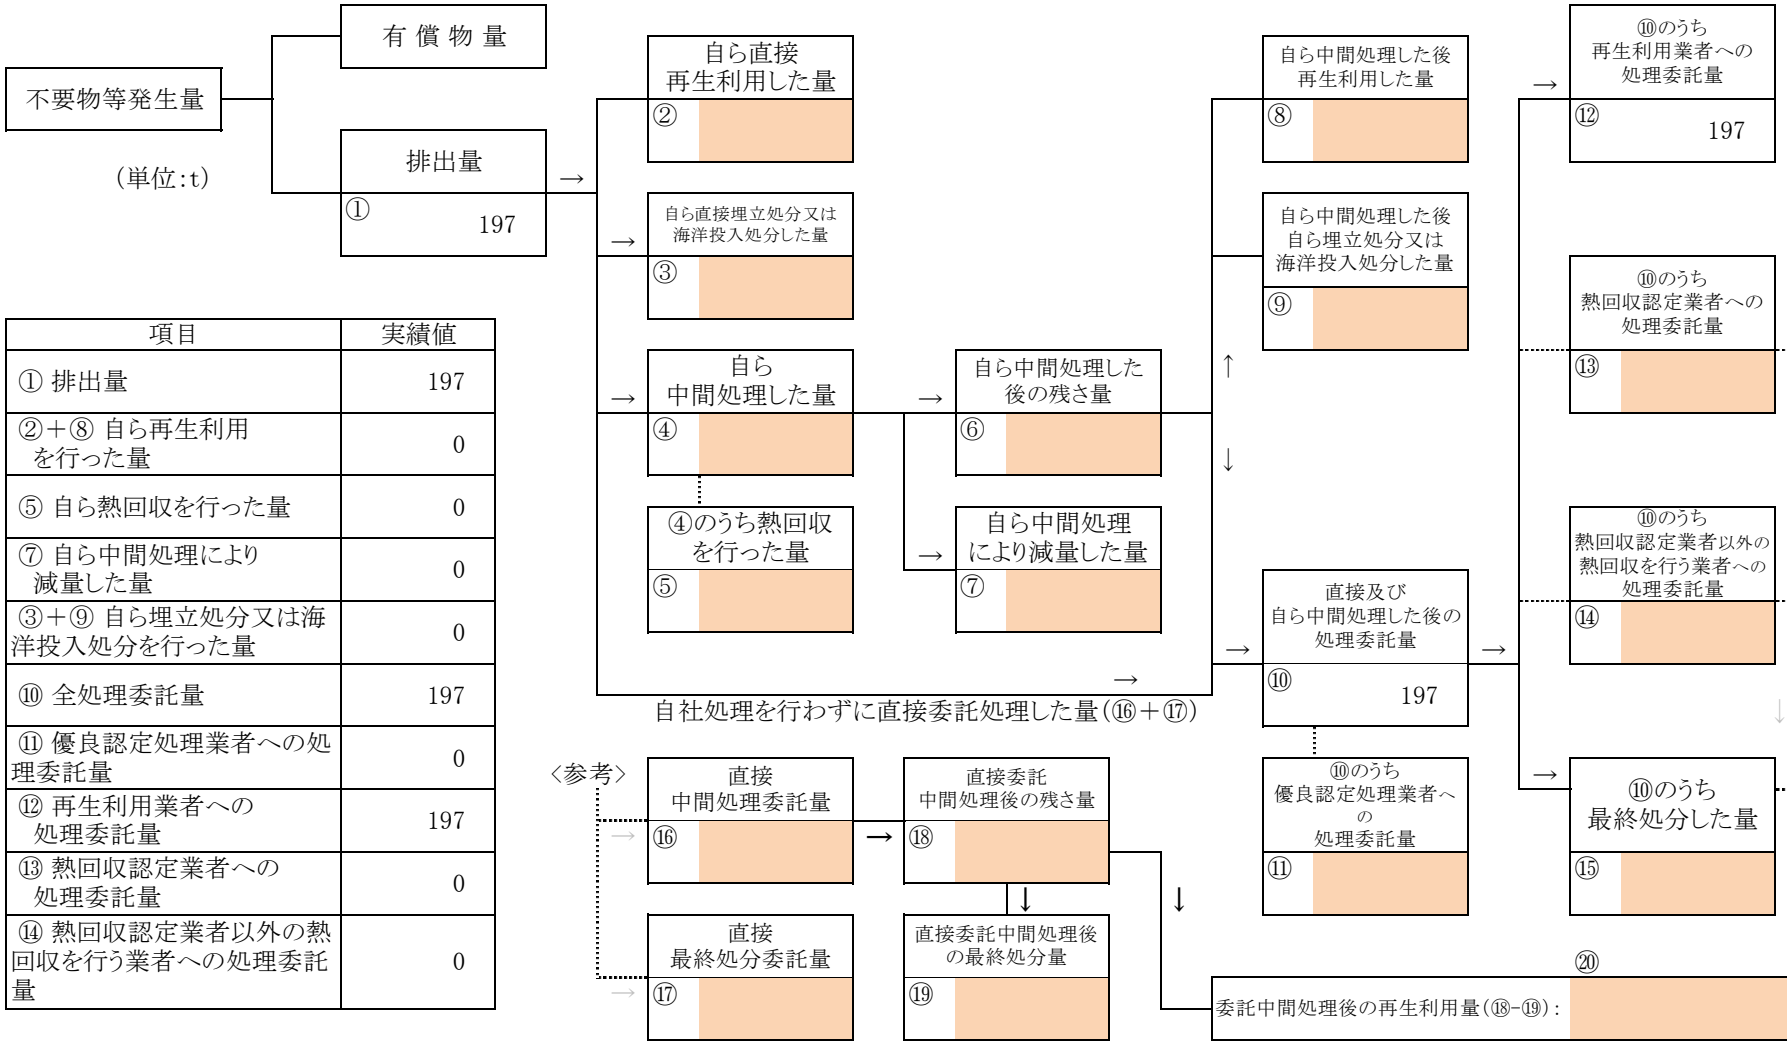 有 償 物 量
不要物等発生量
(単位:t)
排出量
①
197
→
自ら直接
再生利用した量
②
→
自ら直接埋立処分又は
海洋投入処分した量
③
→
自ら
中間処理した量
④
④のうち熱回収
を行った量
⑤
→
自ら中間処理した
後の残さ量
⑥
→
自ら中間処理
により減量した量
⑦
↑
↓
自ら中間処理した後
再生利用した量
⑧
自ら中間処理した後
自ら埋立処分又は
海洋投入処分した量
⑨
→
直接及び
自ら中間処理した後の
処理委託量
⑩
197
→
自社処理を行わずに直接委託処理した量(⑯+⑰)
⑩のうち
優良認定処理業者へ
の
処理委託量
⑪
→
→
⑩のうち
再生利用業者への
処理委託量
⑫
197
⑩のうち
熱回収認定業者への
処理委託量
⑬
⑩のうち
熱回収認定業者以外の
熱回収を行う業者への
処理委託量
⑭
↓
→
⑩のうち
最終処分した量
⑮
項目 実績値
① 排出量 197
②+⑧ 自ら再生利用
を行った量 0
⑤ 自ら熱回収を行った量 0
⑦ 自ら中間処理により
減量した量 0
③+⑨ 自ら埋立処分又は海
洋投入処分を行った量 0
⑩ 全処理委託量 197
⑪ 優良認定処理業者への処
理委託量 0
⑫ 再生利用業者への
処理委託量 197
⑬ 熱回収認定業者への
処理委託量 0
⑭ 熱回収認定業者以外の熱
回収を行う業者への処理委託
量 0
<参考>
→
直接
中間処理委託量
⑯
→
直接委託
中間処理後の残さ量
⑱
↓
↓
→
直接
最終処分委託量
⑰
直接委託中間処理後
の最終処分量
⑲
⑳
委託中間処理後の再生利用量(⑱-⑲):